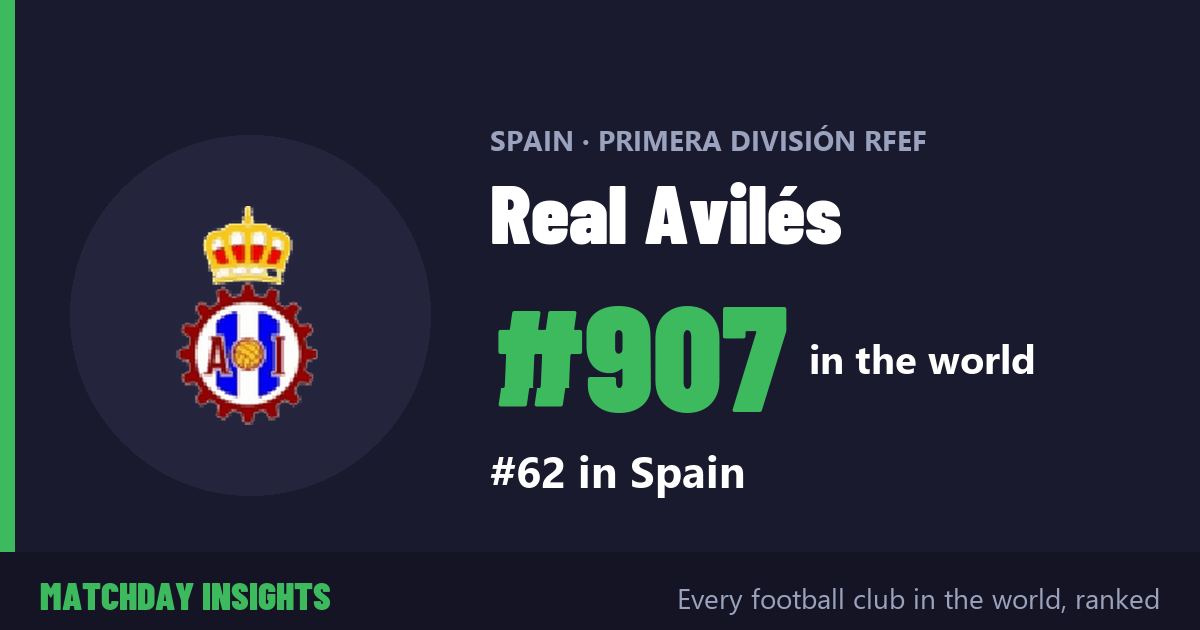 SPAIN · PRIMERA DIVISIÓN RFEF
Real Avilés
A I
#907 in the world
#62 in Spain
MATCHDAY INSIGHTS
Every football club in the world, ranked